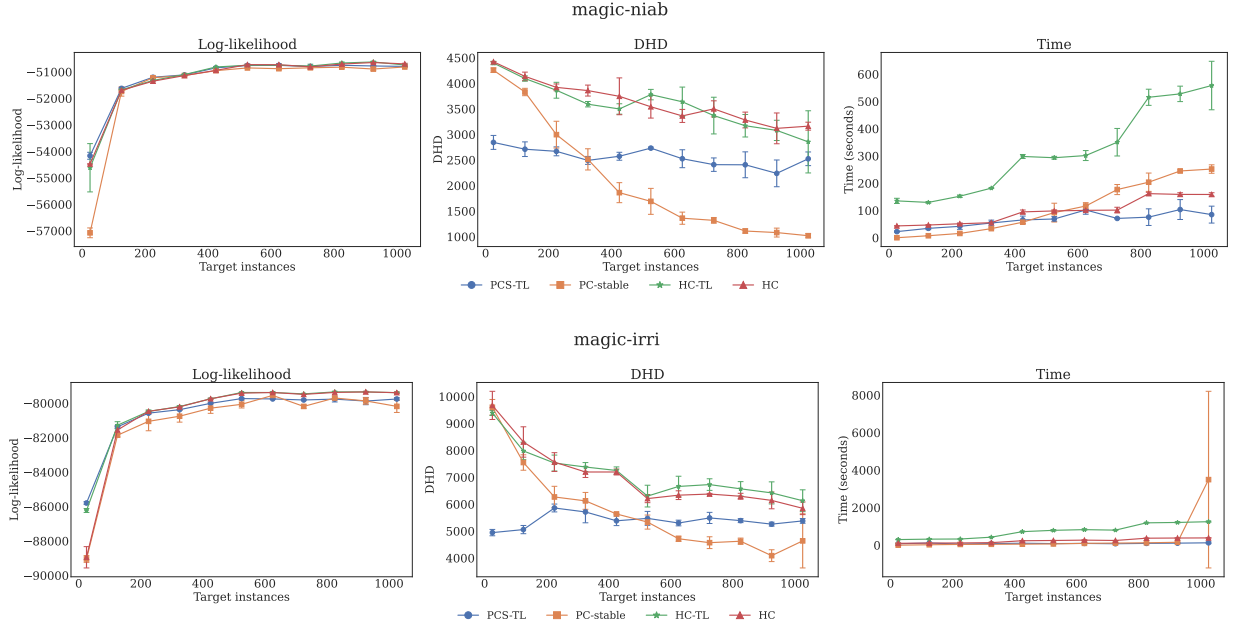 magic-niab
Log-likelihood
DHD
Time
Log-likelihood
−51000
−52000
−53000
−54000
−55000
−56000
−57000
0 200 400 600 800 1000
Target instances
DHD
4500
4000
3500
3000
2500
2000
1500
1000
0 200 400 600 800 1000
Target instances
Time (seconds)
600
500
400
300
200
100
0
0 200 400 600 800 1000
Target instances
PCS-TL PC-stable HC-TL HC
magic-irri
Log-likelihood
DHD
Time
Log-likelihood
−80000
−82000
−84000
−86000
−88000
−90000
0 200 400 600 800 1000
Target instances
DHD
10000
9000
8000
7000
6000
5000
4000
0 200 400 600 800 1000
Target instances
Time (seconds)
8000
6000
4000
2000
0
0 200 400 600 800 1000
Target instances
PCS-TL PC-stable HC-TL HC